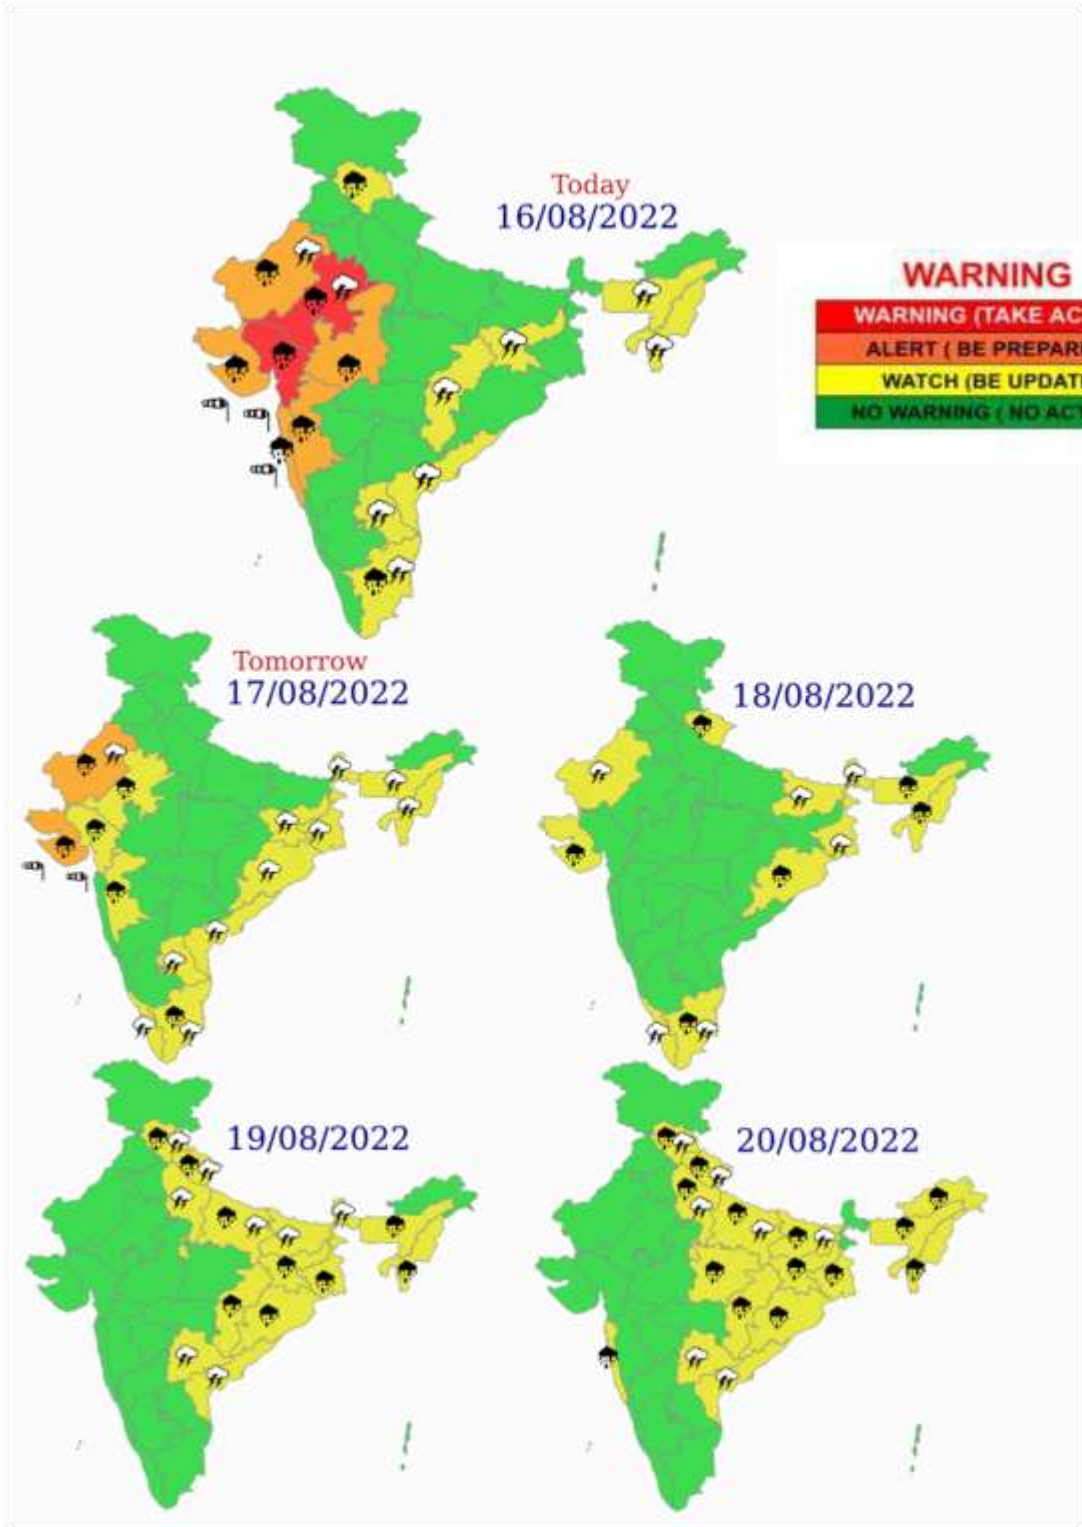 Today
16/08/2022
WARNING
WARNING (TAKE AC
ALERT ( BE PREPAR
WATCH (BE UPDAT
NO WARNING ( NO ACT
Tomorrow
17/08/2022
18/08/2022
19/08/2022
20/08/2022